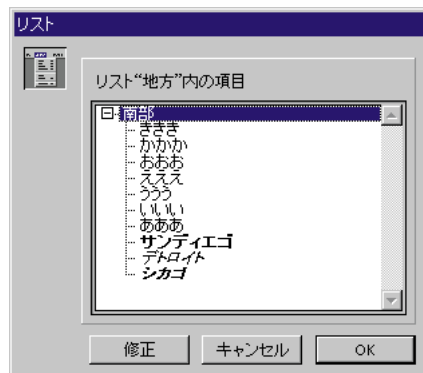 リスト
リスト“地方”内の項目
南部
ききき
かかか
おおお
えええ
ううう
いいい
あああ
サンディエゴ
デトロイト
シカゴ
修正
キャンセル
OK